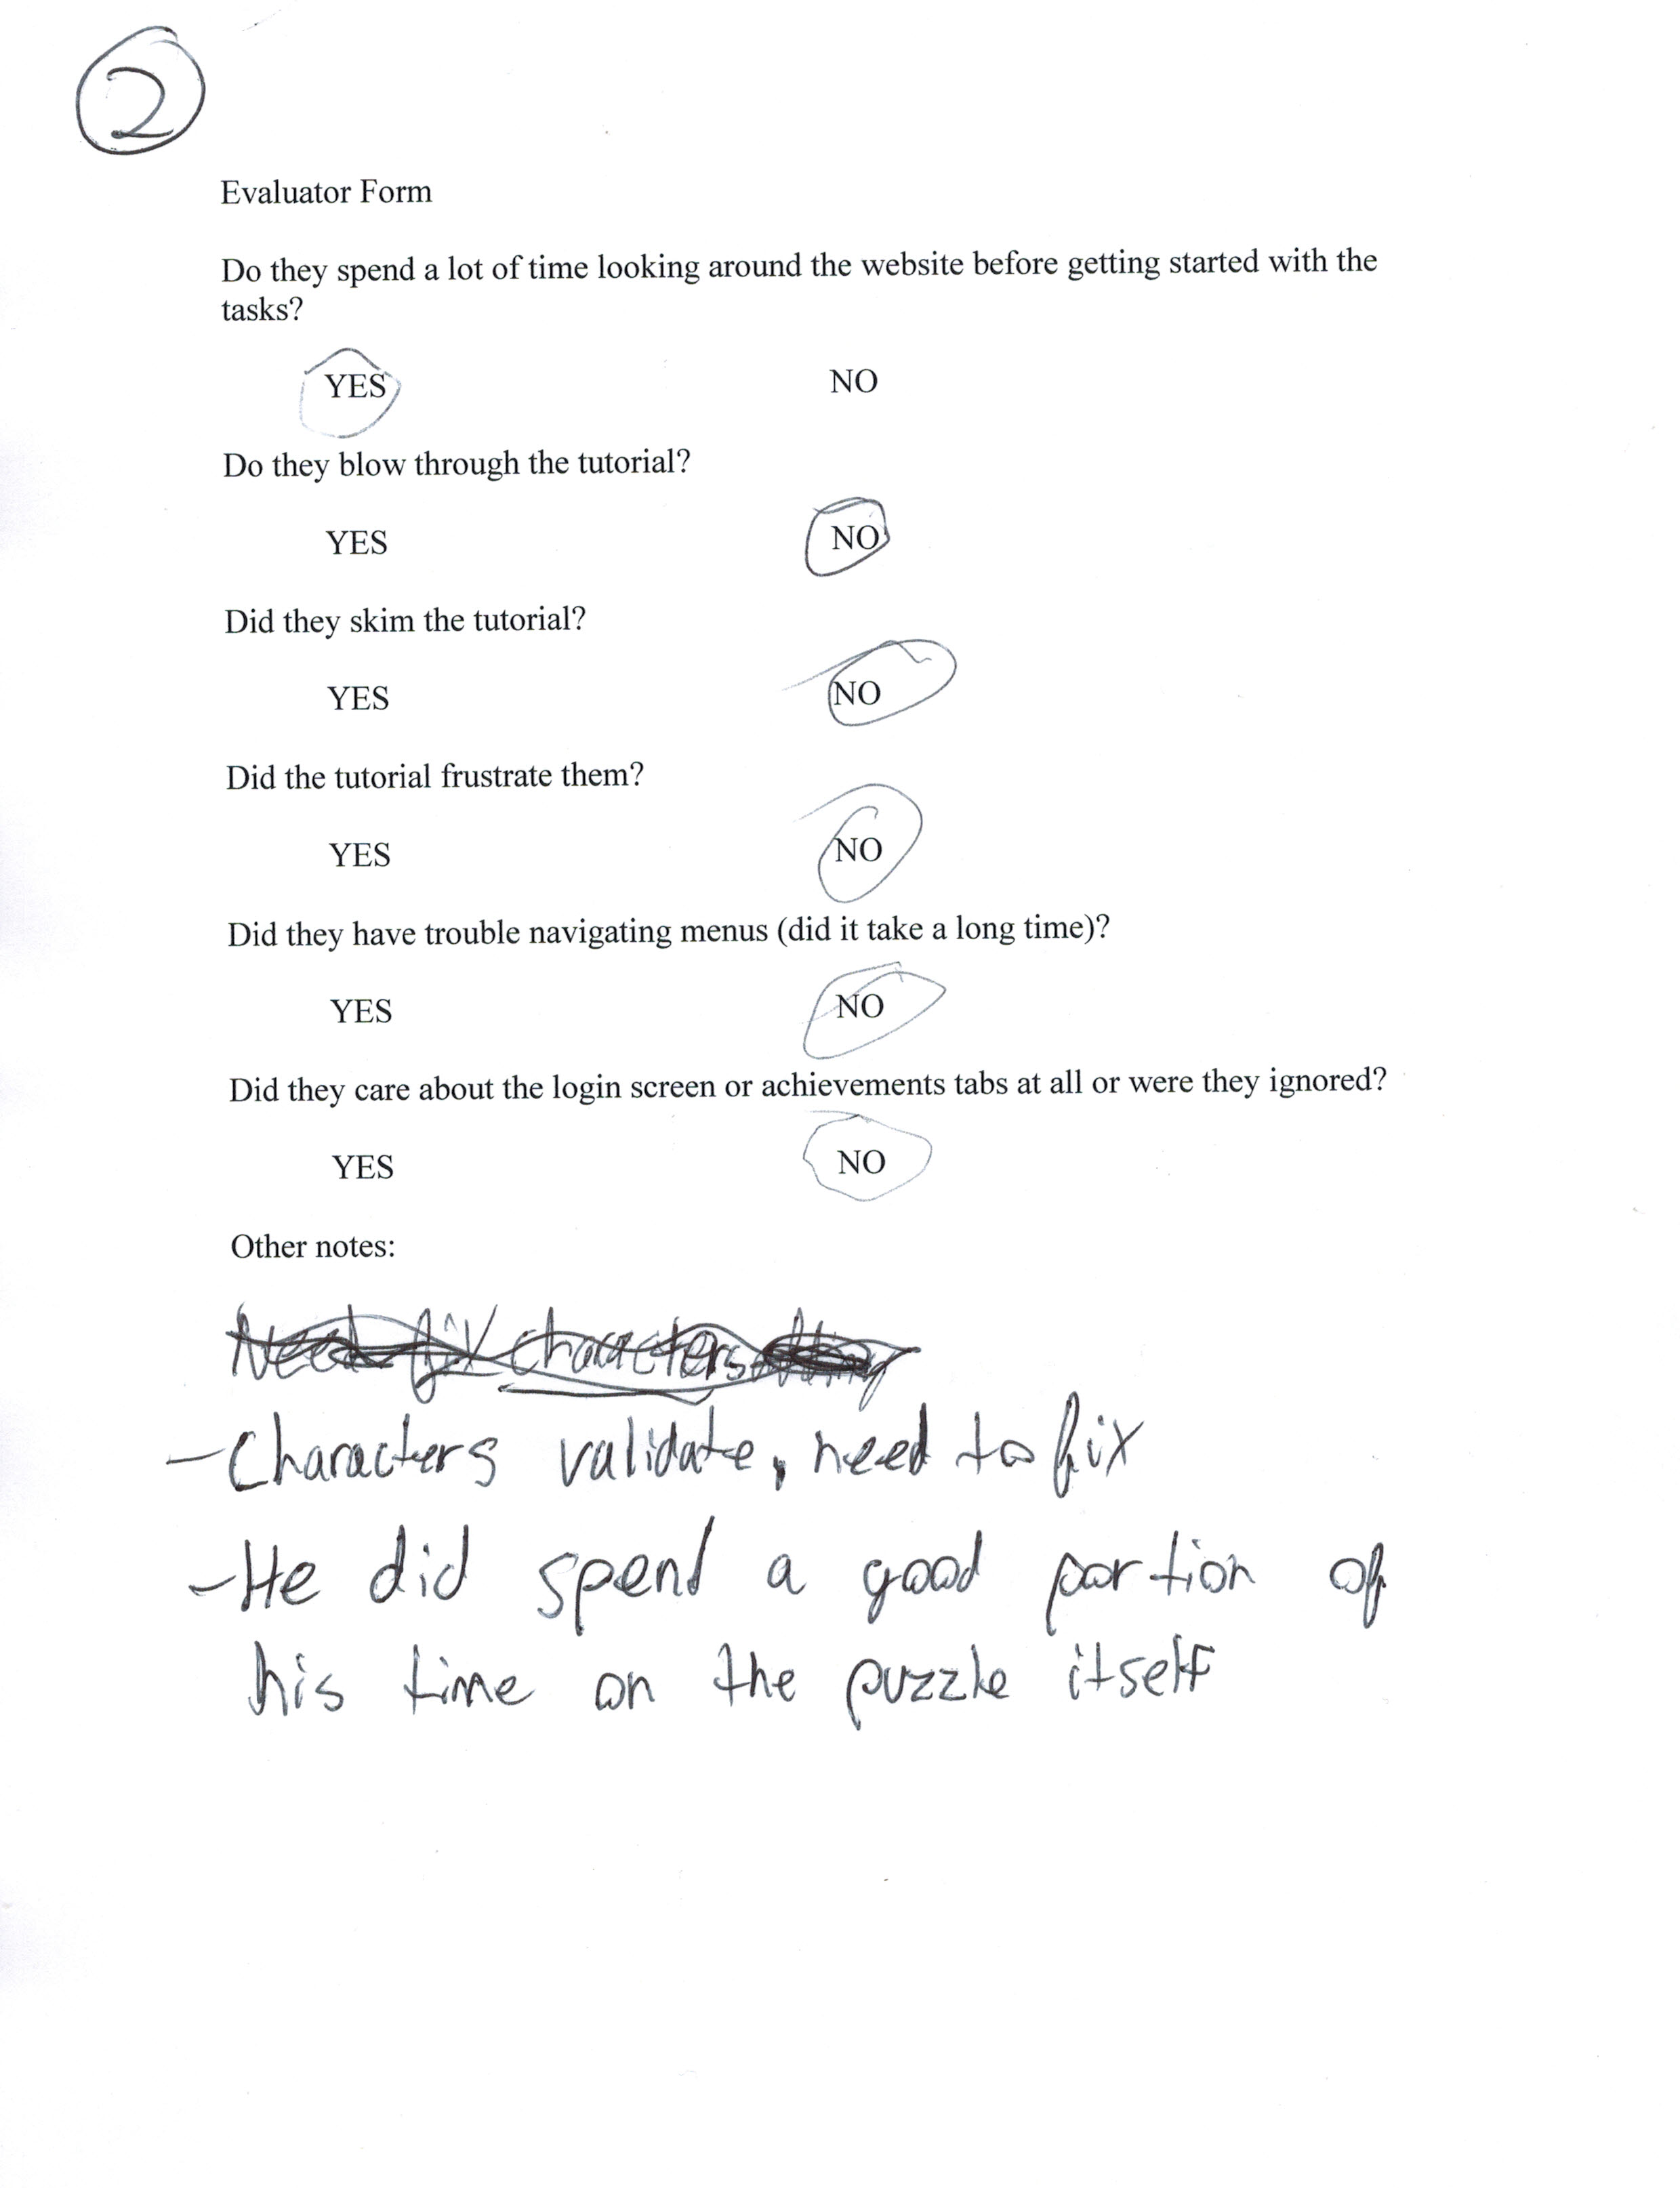 2
Evaluator Form
Do they spend a lot of time looking around the website before getting started with the
tasks?
YES NO
Do they blow through the tutorial?
YES NO
Did they skim the tutorial?
YES NO
Did the tutorial frustrate them?
YES NO
Did they have trouble navigating menus (did it take a long time)?
YES NO
Did they care about the login screen or achievements tabs at all or were they ignored?
YES NO
Other notes:
Need fix characters
- Characters validate, need to fix
- He did spend a good portion of
his time on the puzzle itself